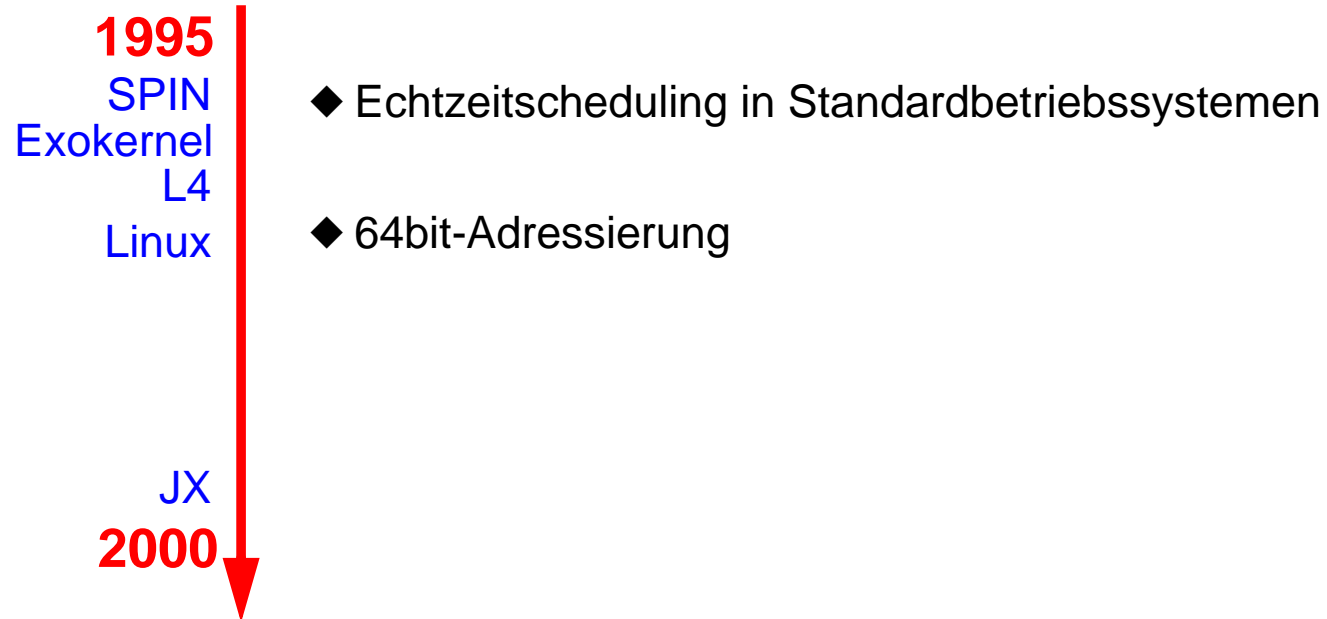 1995
SPIN
◆ Echtzeitscheduling in Standardbetriebssystemen
Exokernel
L4
Linux
◆ 64bit-Adressierung
JX
2000